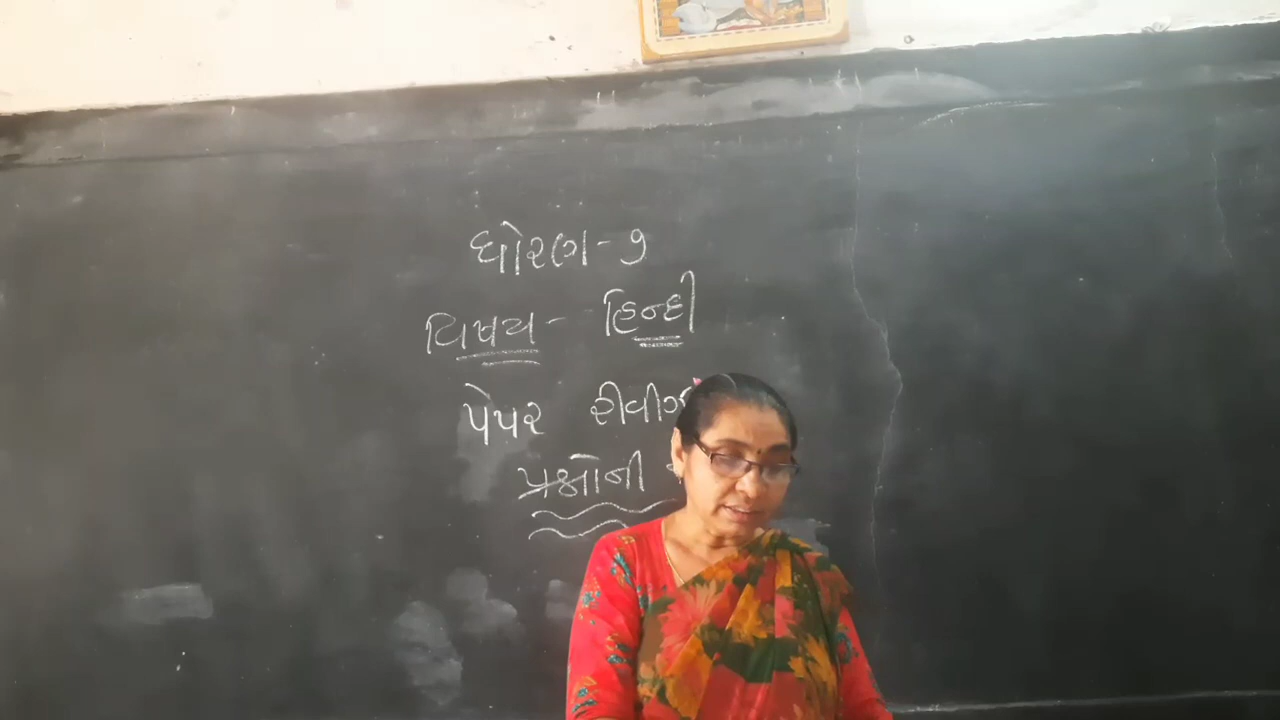 ધોરણ - ૭
વિષય - હિન્દી
પેપર
પ્રશ્નોની